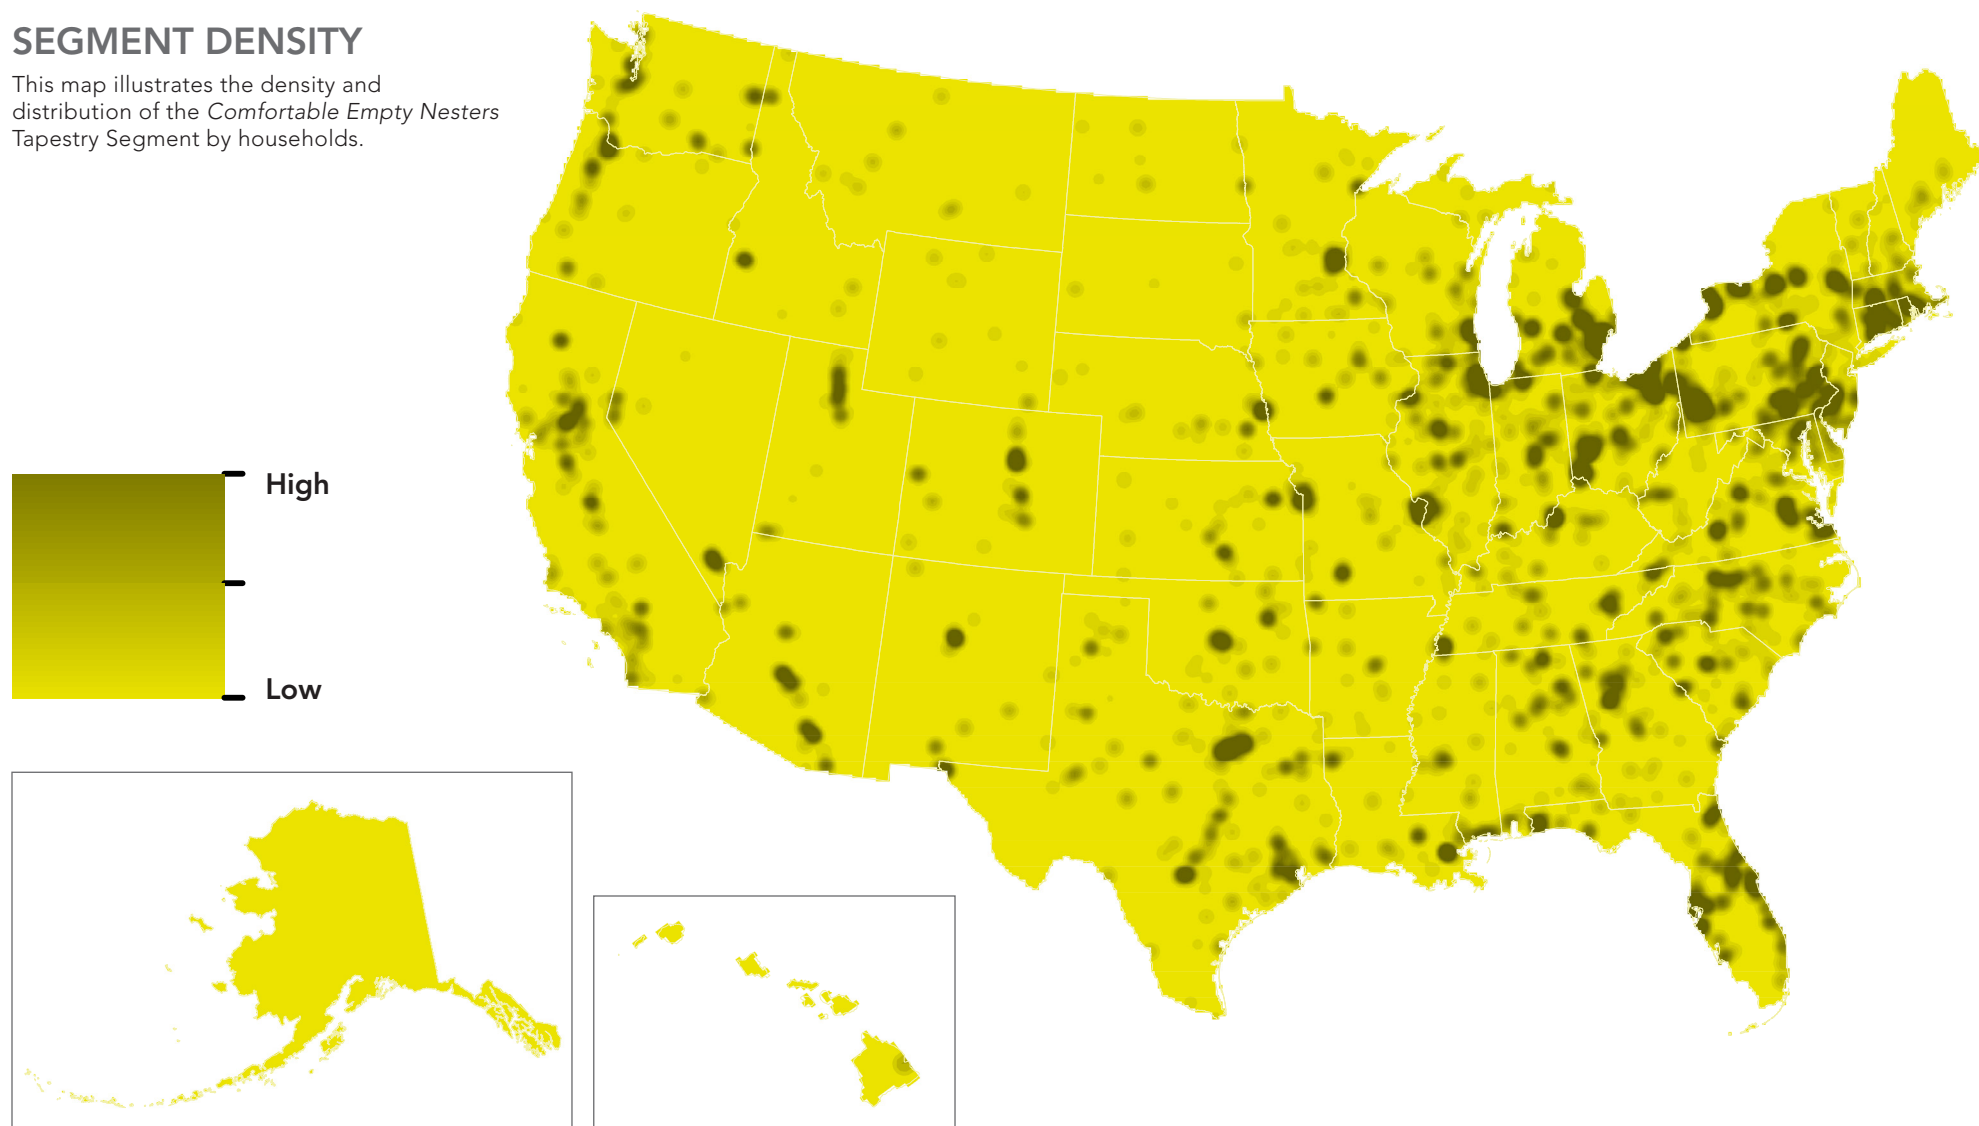 SEGMENT DENSITY
This map illustrates the density and
distribution of the Comfortable Empty Nesters
Tapestry Segment by households.
High
Low